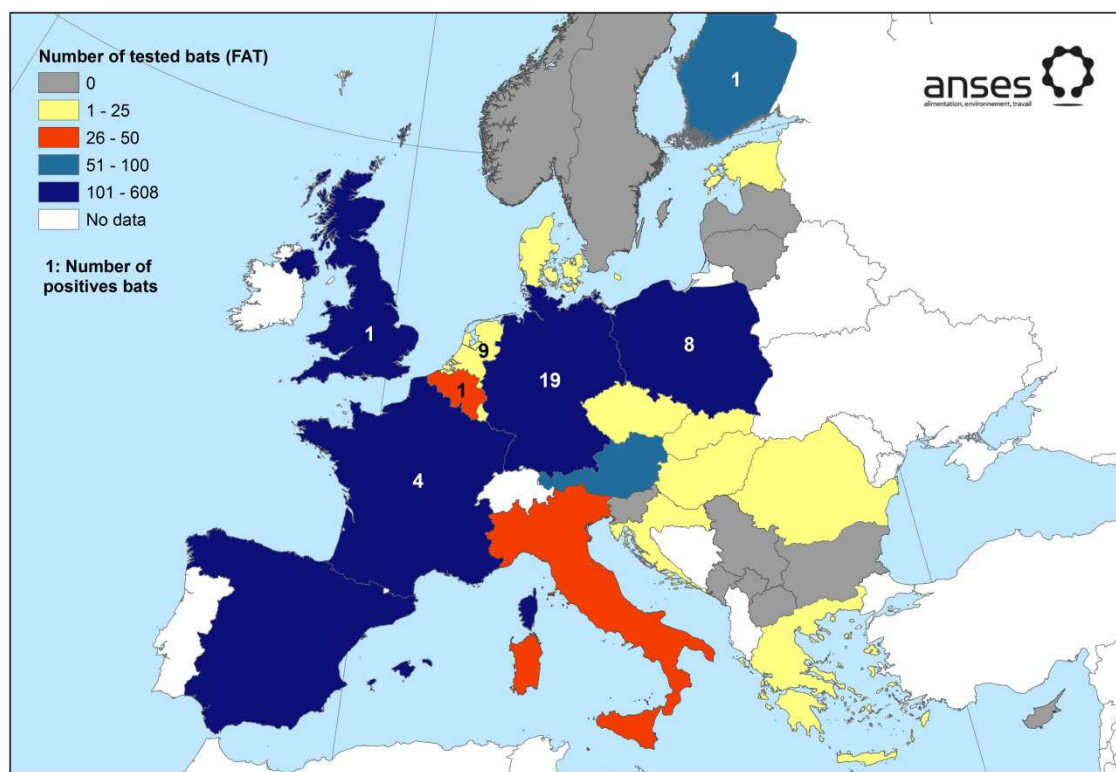 Number of tested bats (FAT)
0
1 - 25
26 - 50
51 - 100
101 - 608
No data
1: Number of
positives bats
anses
alimentation, environnement, travail
1
1
9
1
19
8
4